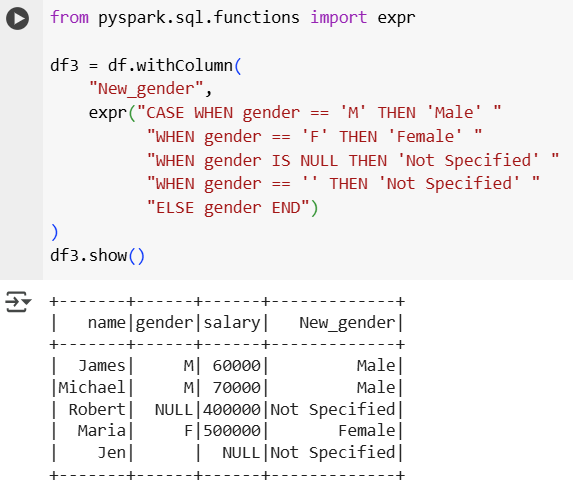 from pyspark.sql.functions import expr
df3 = df.withColumn(
    "New_gender",
    expr("CASE WHEN gender == 'M' THEN 'Male' "
         "WHEN gender == 'F' THEN 'Female' "
         "WHEN gender IS NULL THEN 'Not Specified' "
         "WHEN gender == '' THEN 'Not Specified' "
         "ELSE gender END")
)
df3.show()
+-------+------+------+-------------+
|   name|gender|salary|   New_gender|
+-------+------+------+-------------+
|  James|     M| 60000|         Male|
|Michael|     M| 70000|         Male|
| Robert|  NULL|400000|Not Specified|
|  Maria|     F|500000|       Female|
|    Jen|      |  NULL|Not Specified|
+-------+------+------+-------------+